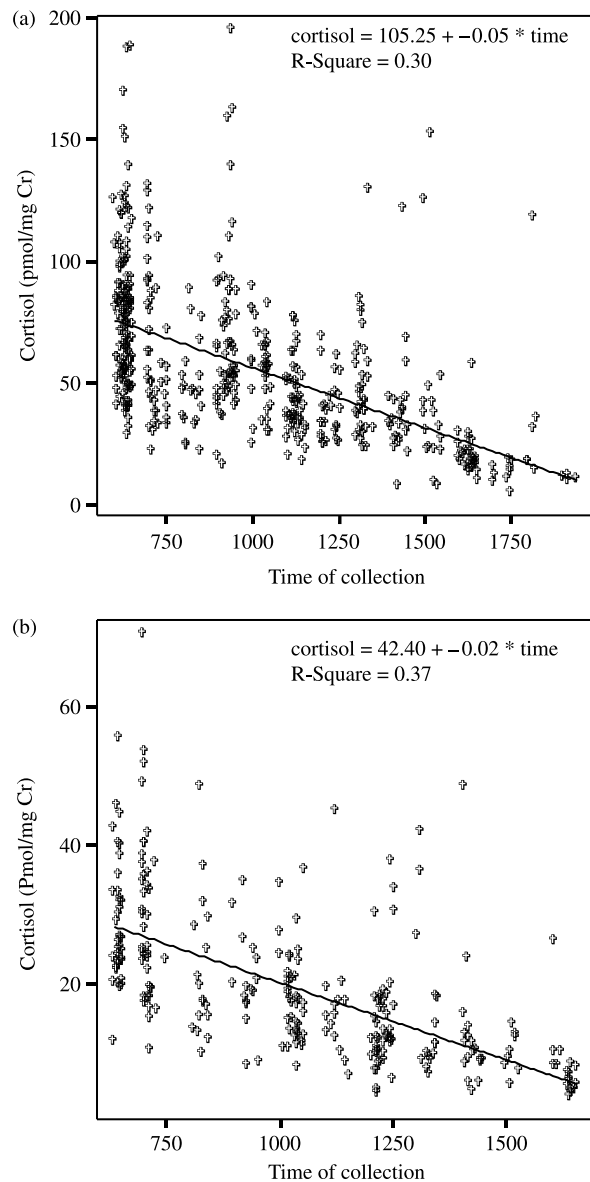 (a)
cortisol = 105.25 + −0.05 * time
R-Square = 0.30
200
150
100
50
0
Cortisol (pmol/mg Cr)
750 1000 1250 1500 1750
Time of collection
(b)
cortisol = 42.40 + −0.02 * time
R-Square = 0.37
60
40
20
Cortisol (Pmol/mg Cr)
750 1000 1250 1500
Time of collection